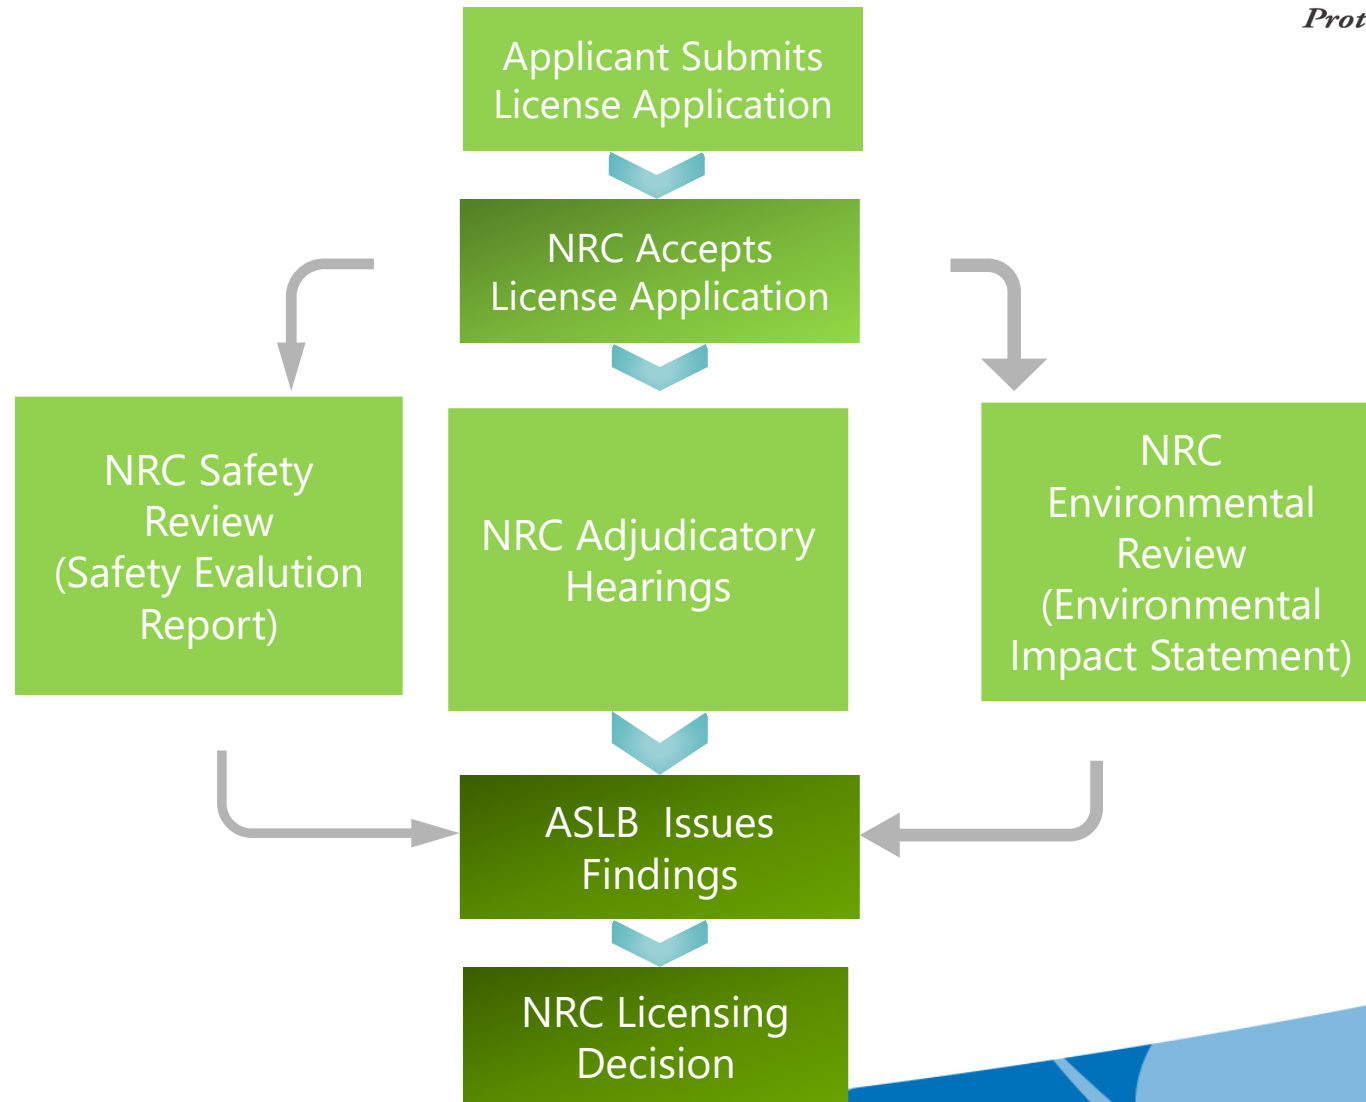 Prot
Applicant Submits
License Application
NRC Accepts
License Application
NRC Safety
Review
(Safety Evalution
Report)
NRC Adjudicatory
Hearings
NRC
Environmental
Review
(Environmental
Impact Statement)
ASLB Issues
Findings
NRC Licensing
Decision